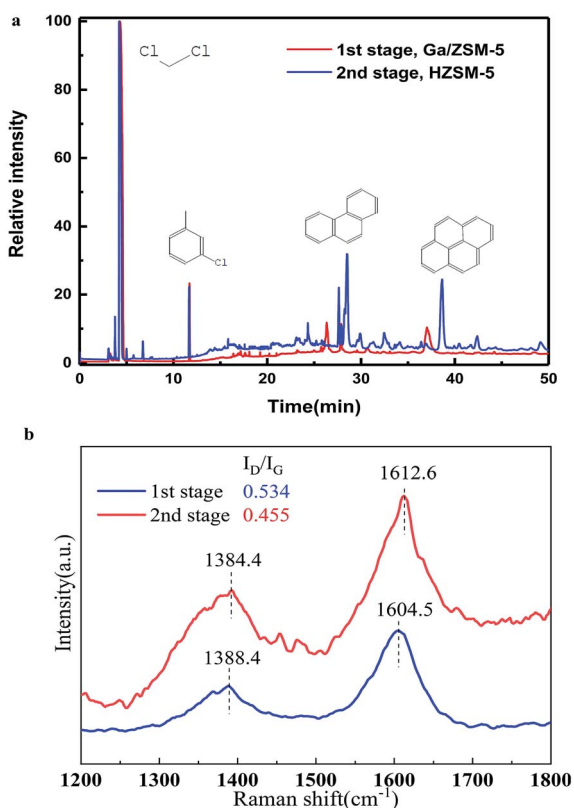 a
Cl Cl
1st stage, Ga/ZSM-5
2nd stage, HZSM-5
Cl
Relative intensity
100
80
60
40
20
0
0 10 20 30 40 50
Time(min)
b
I_D/I_G
1st stage 0.534
2nd stage 0.455
1612.6
1384.4
1604.5
1388.4
Intensity(a.u.)
1200 1300 1400 1500 1600 1700 1800
Raman shift(cm⁻¹)